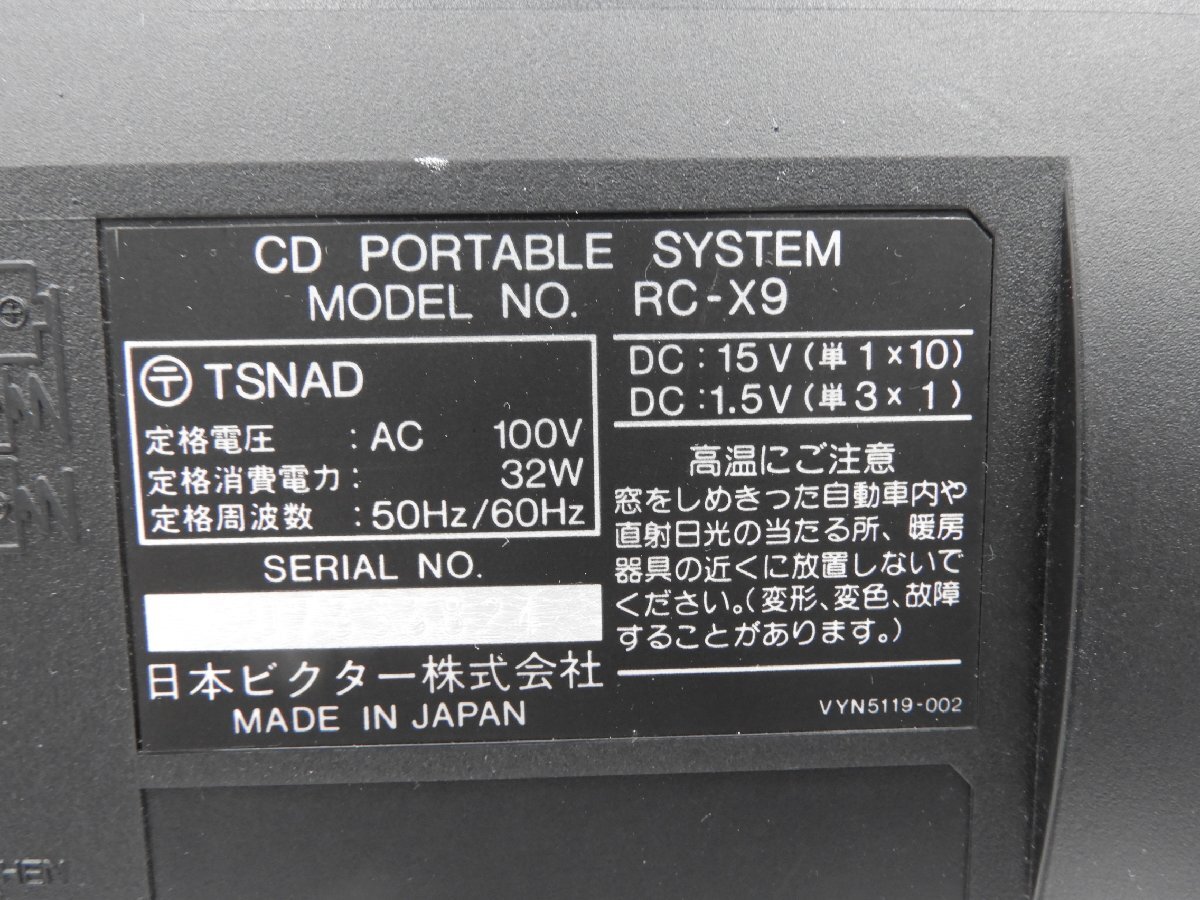 CD PORTABLE SYSTEM
MODEL NO. RC-X9
〒 TSNAD
定格電圧 : AC 100V
定格消費電力 : 32W
定格周波数 : 50Hz/60Hz
SERIAL NO.
日本ビクター株式会社
MADE IN JAPAN
DC : 15V (単1×10)
DC : 1.5V (単3×1)
高温にご注意
窓をしめきった自動車内や
直射日光の当たる所、暖房
器具の近くに放置しないで
ください。(変形、変色、故障
することがあります。)
VYN5119-002